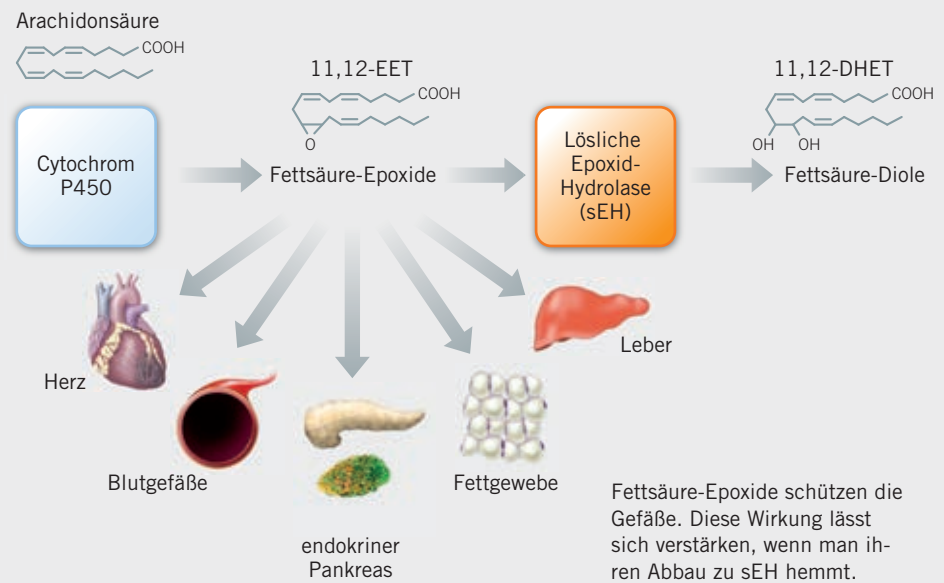 Arachidonsäure
COOH
11,12-EET
COOH
O
11,12-DHET
COOH
OH OH
Cytochrom
P450
Fettsäure-Epoxide
Lösliche
Epoxid-
Hydrolase
(sEH)
Fettsäure-Diole
Herz
Blutgefäße
endokriner
Pankreas
Fettgewebe
Leber
Fettsäure-Epoxide schützen die
Gefäße. Diese Wirkung lässt
sich verstärken, wenn man ih-
ren Abbau zu sEH hemmt.